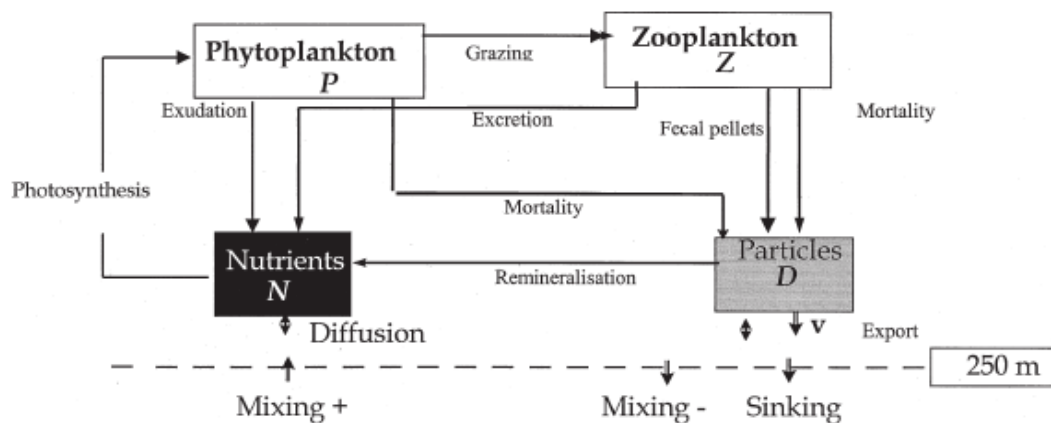 Phytoplankton
P
Grazing
Zooplankton
Z
Exudation
Excretion
Fecal pellets
Mortality
Photosynthesis
Mortality
Nutrients
N
Remineralisation
Particles
D
Diffusion
v
Export
250 m
Mixing +
Mixing -
Sinking